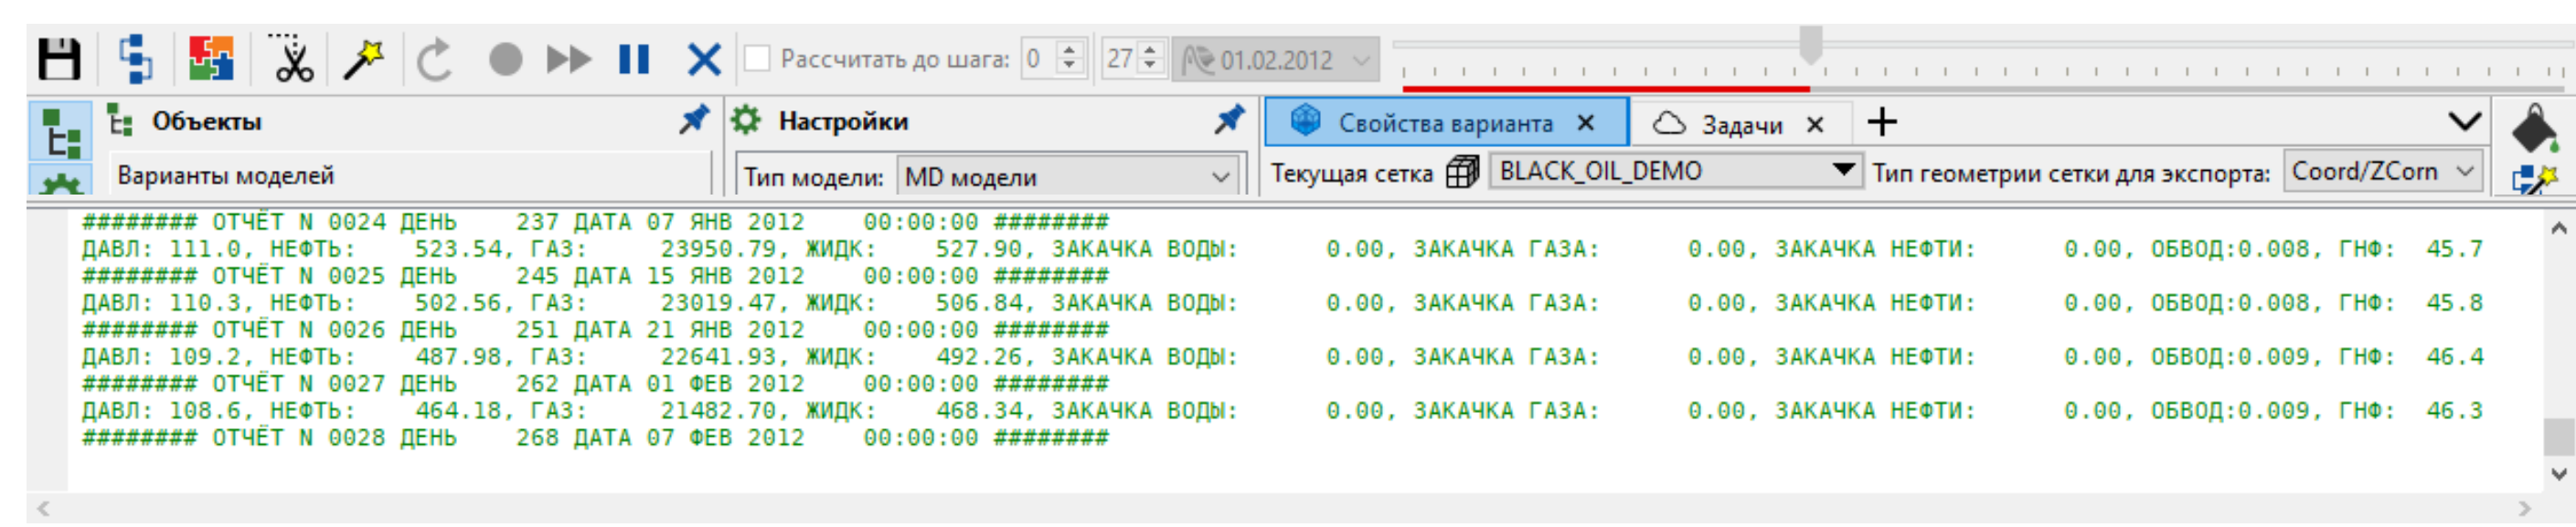 Рассчитать до шага: 0 27 01.02.2012
Объекты Настройки Свойства варианта Задачи
Варианты моделей Тип модели: MD модели Текущая сетка BLACK_OIL_DEMO Тип геометрии сетки для экспорта: Coord/ZCorn
######## ОТЧЁТ N 0024 ДЕНЬ 237 ДАТА 07 ЯНВ 2012 00:00:00 ########
ДАВЛ: 111.0, НЕФТЬ: 523.54, ГАЗ: 23950.79, ЖИДК: 527.90, ЗАКАЧКА ВОДЫ: 0.00, ЗАКАЧКА ГАЗА: 0.00, ЗАКАЧКА НЕФТИ: 0.00, ОБВОД:0.008, ГНФ: 45.7
######## ОТЧЁТ N 0025 ДЕНЬ 245 ДАТА 15 ЯНВ 2012 00:00:00 ########
ДАВЛ: 110.3, НЕФТЬ: 502.56, ГАЗ: 23019.47, ЖИДК: 506.84, ЗАКАЧКА ВОДЫ: 0.00, ЗАКАЧКА ГАЗА: 0.00, ЗАКАЧКА НЕФТИ: 0.00, ОБВОД:0.008, ГНФ: 45.8
######## ОТЧЁТ N 0026 ДЕНЬ 251 ДАТА 21 ЯНВ 2012 00:00:00 ########
ДАВЛ: 109.2, НЕФТЬ: 487.98, ГАЗ: 22641.93, ЖИДК: 492.26, ЗАКАЧКА ВОДЫ: 0.00, ЗАКАЧКА ГАЗА: 0.00, ЗАКАЧКА НЕФТИ: 0.00, ОБВОД:0.009, ГНФ: 46.4
######## ОТЧЁТ N 0027 ДЕНЬ 262 ДАТА 01 ФЕВ 2012 00:00:00 ########
ДАВЛ: 108.6, НЕФТЬ: 464.18, ГАЗ: 21482.70, ЖИДК: 468.34, ЗАКАЧКА ВОДЫ: 0.00, ЗАКАЧКА ГАЗА: 0.00, ЗАКАЧКА НЕФТИ: 0.00, ОБВОД:0.009, ГНФ: 46.3
######## ОТЧЁТ N 0028 ДЕНЬ 268 ДАТА 07 ФЕВ 2012 00:00:00 ########